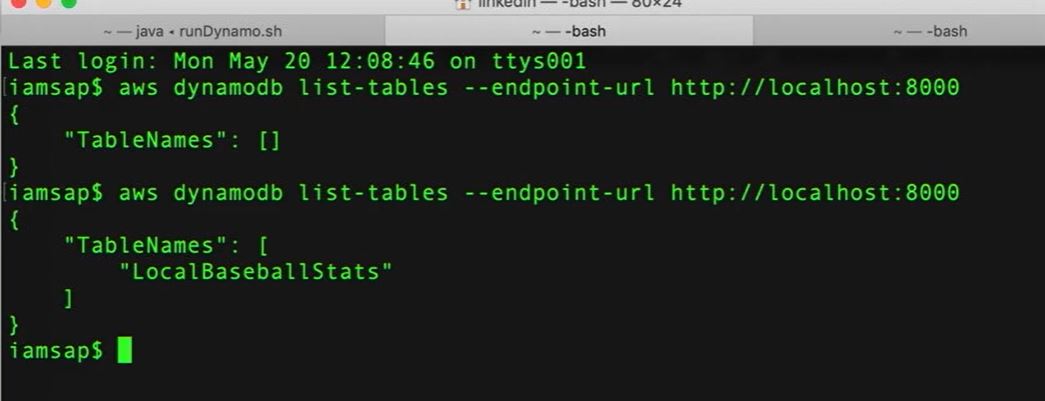 linkedin — -bash — 80×24
~ — java ◂ runDynamo.sh
~ — -bash
~ — -bash
Last login: Mon May 20 12:08:46 on ttys001
[iamsap$ aws dynamodb list-tables --endpoint-url http://localhost:8000
{
    "TableNames": []
}
[iamsap$ aws dynamodb list-tables --endpoint-url http://localhost:8000
{
    "TableNames": [
        "LocalBaseballStats"
    ]
}
iamsap$